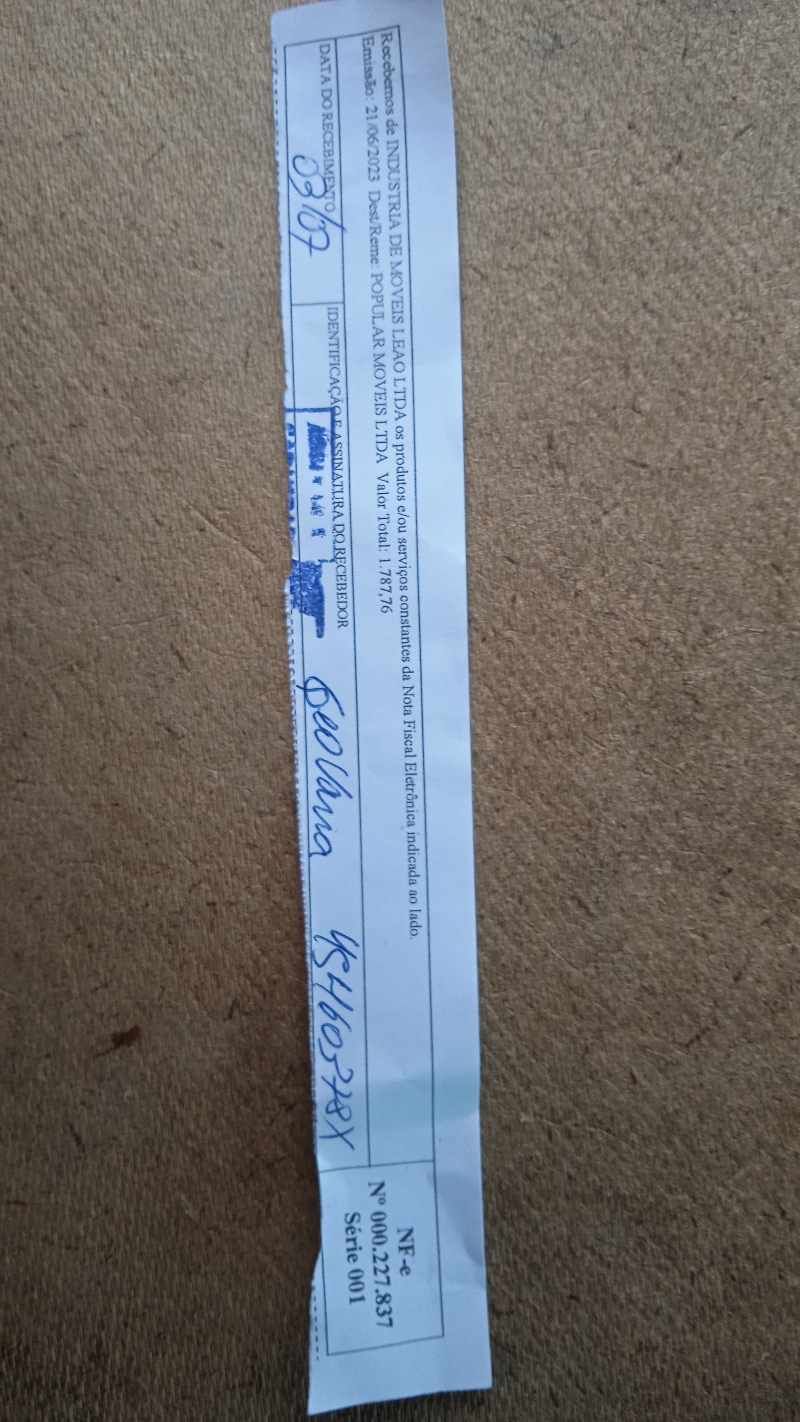 Recebemos de INDUSTRIA DE MOVEIS LEAO LTDA os produtos e/ou serviços constantes da Nota Fiscal Eletrônica indicada ao lado.
Emissão: 21/06/2023 Dest/Reme: POPULAR MOVEIS LTDA Valor Total: 1.787,76
DATA DO RECEBIMENTO
03/07
IDENTIFICAÇÃO E ASSINATURA DO RECEBEDOR
Geovana 45460578X
NF-e
Nº 000.227.837
Série 001